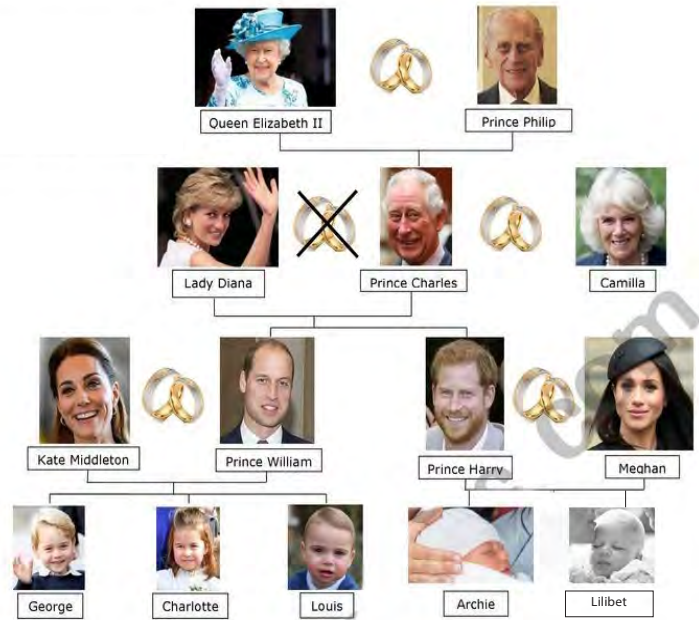 Queen Elizabeth II
Prince Philip
Lady Diana
Prince Charles
Camilla
Kate Middleton
Prince William
Prince Harry
Meghan
George
Charlotte
Louis
Archie
Lilibet